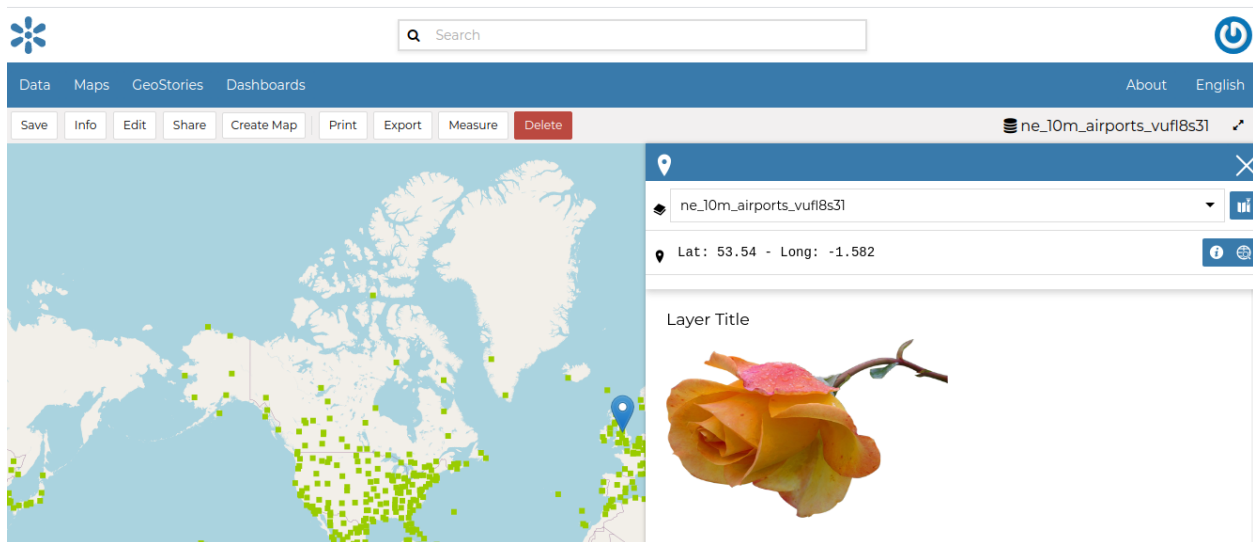 Search
Data Maps GeoStories Dashboards About English
Save Info Edit Share Create Map Print Export Measure Delete ne_10m_airports_vufl8s31
ne_10m_airports_vufl8s31
Lat: 53.54 - Long: -1.582
Layer Title